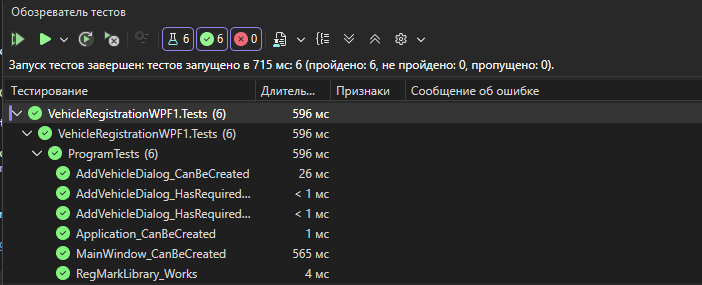 Обозреватель тестов
6 6 0
Запуск тестов завершен: тестов запущено в 715 мс: 6 (пройдено: 6, не пройдено: 0, пропущено: 0).
Тестирование Длитель... Признаки Сообщение об ошибке
VehicleRegistrationWPF1.Tests (6) 596 мс
VehicleRegistrationWPF1.Tests (6) 596 мс
ProgramTests (6) 596 мс
AddVehicleDialog_CanBeCreated 26 мс
AddVehicleDialog_HasRequired... < 1 мс
AddVehicleDialog_HasRequired... < 1 мс
Application_CanBeCreated 1 мс
MainWindow_CanBeCreated 565 мс
RegMarkLibrary_Works 4 мс